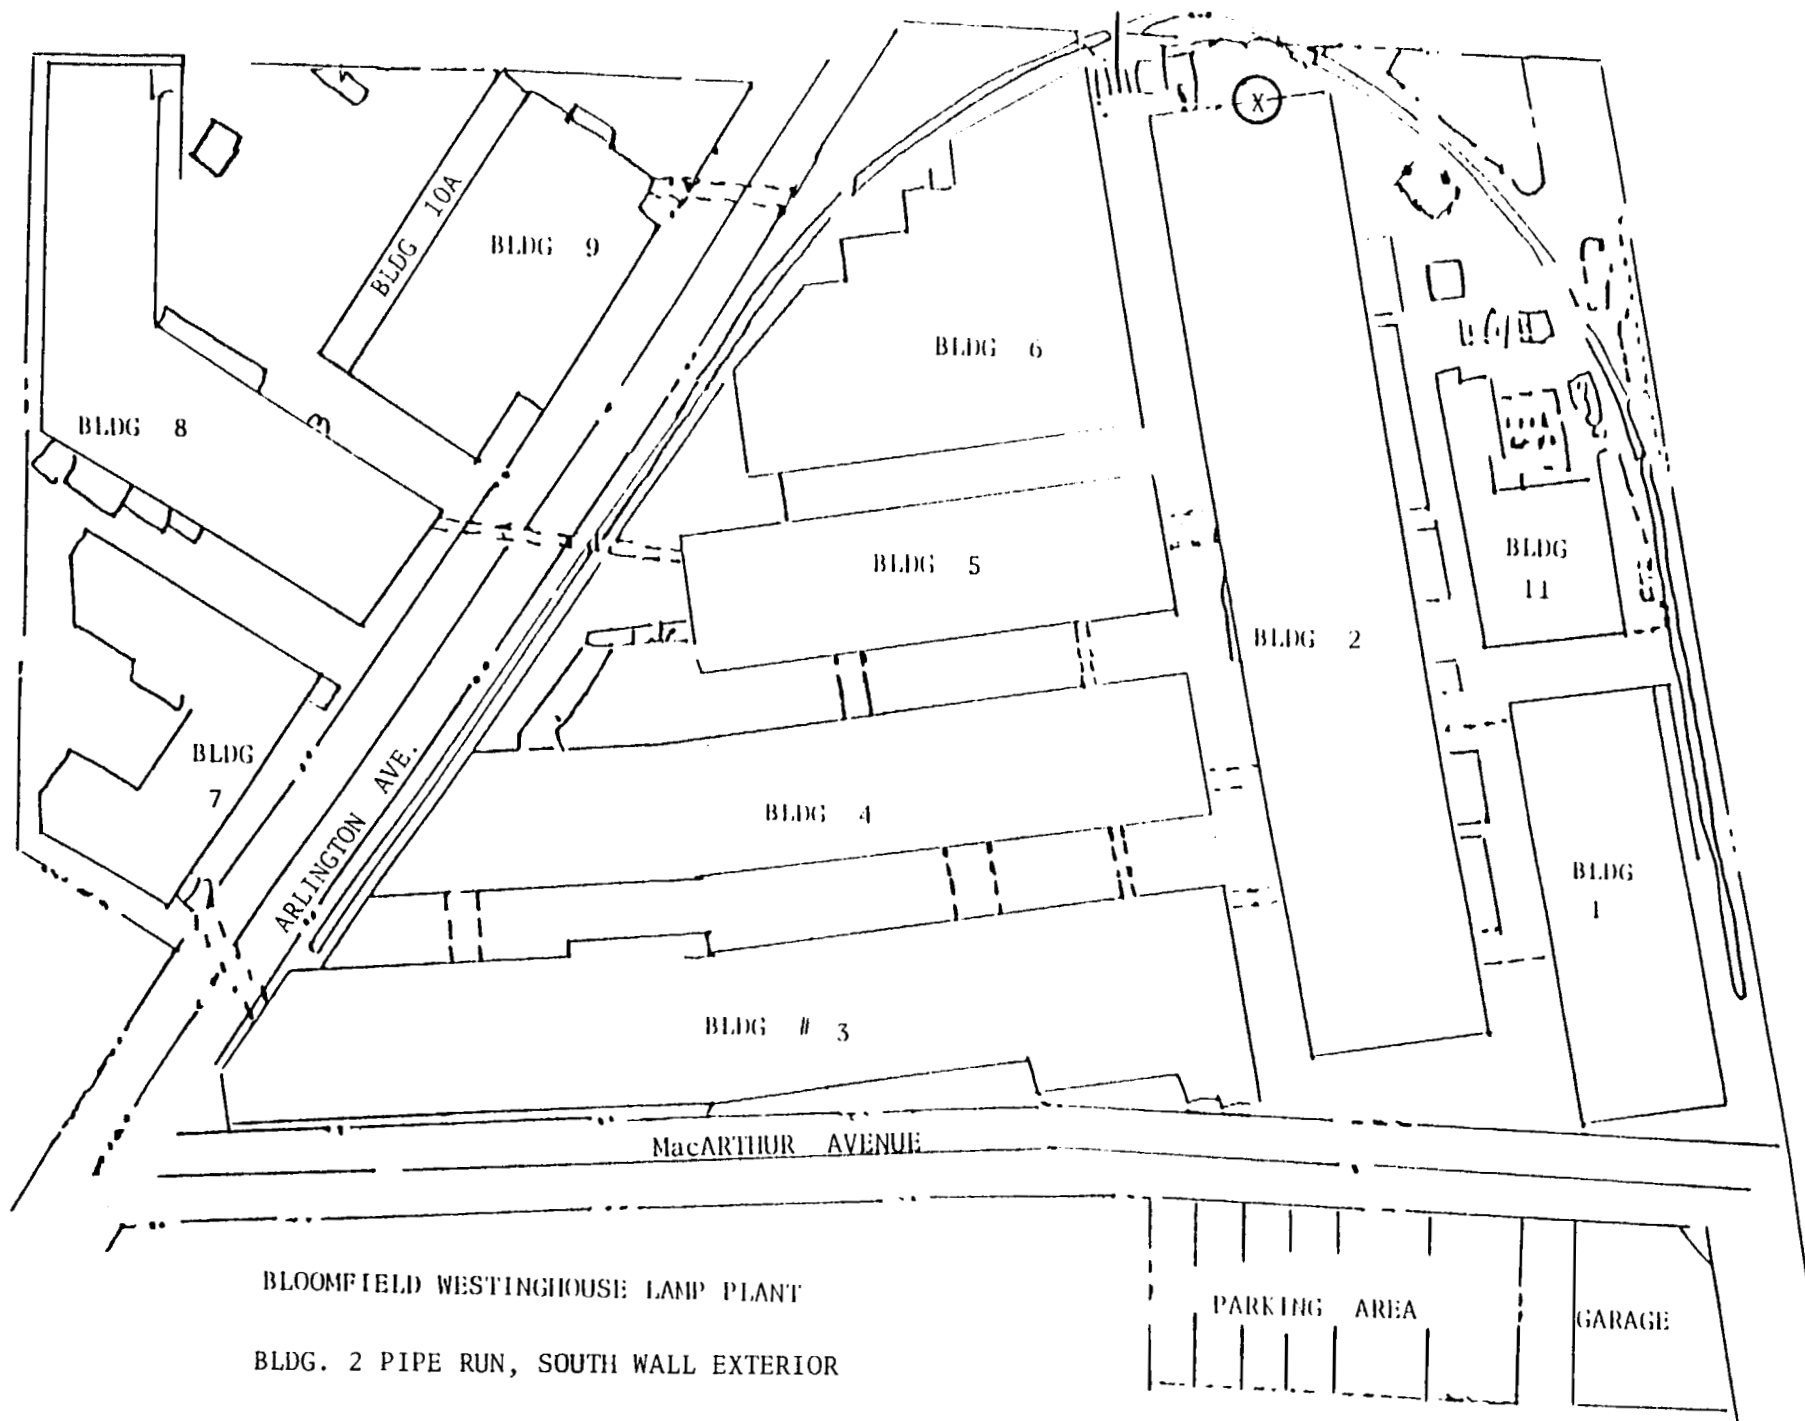 X
BLDG 10A
BLDG 9
BLDG 6
BLDG 8
BLDG 5
BLDG
11
BLDG 2
BLDG
7
ARLINGTON AVE.
BLDG 4
BLDG
1
BLDG # 3
MacARTHUR AVENUE
BLOOMFIELD WESTINGHOUSE LAMP PLANT
PARKING AREA
GARAGE
BLDG. 2 PIPE RUN, SOUTH WALL EXTERIOR